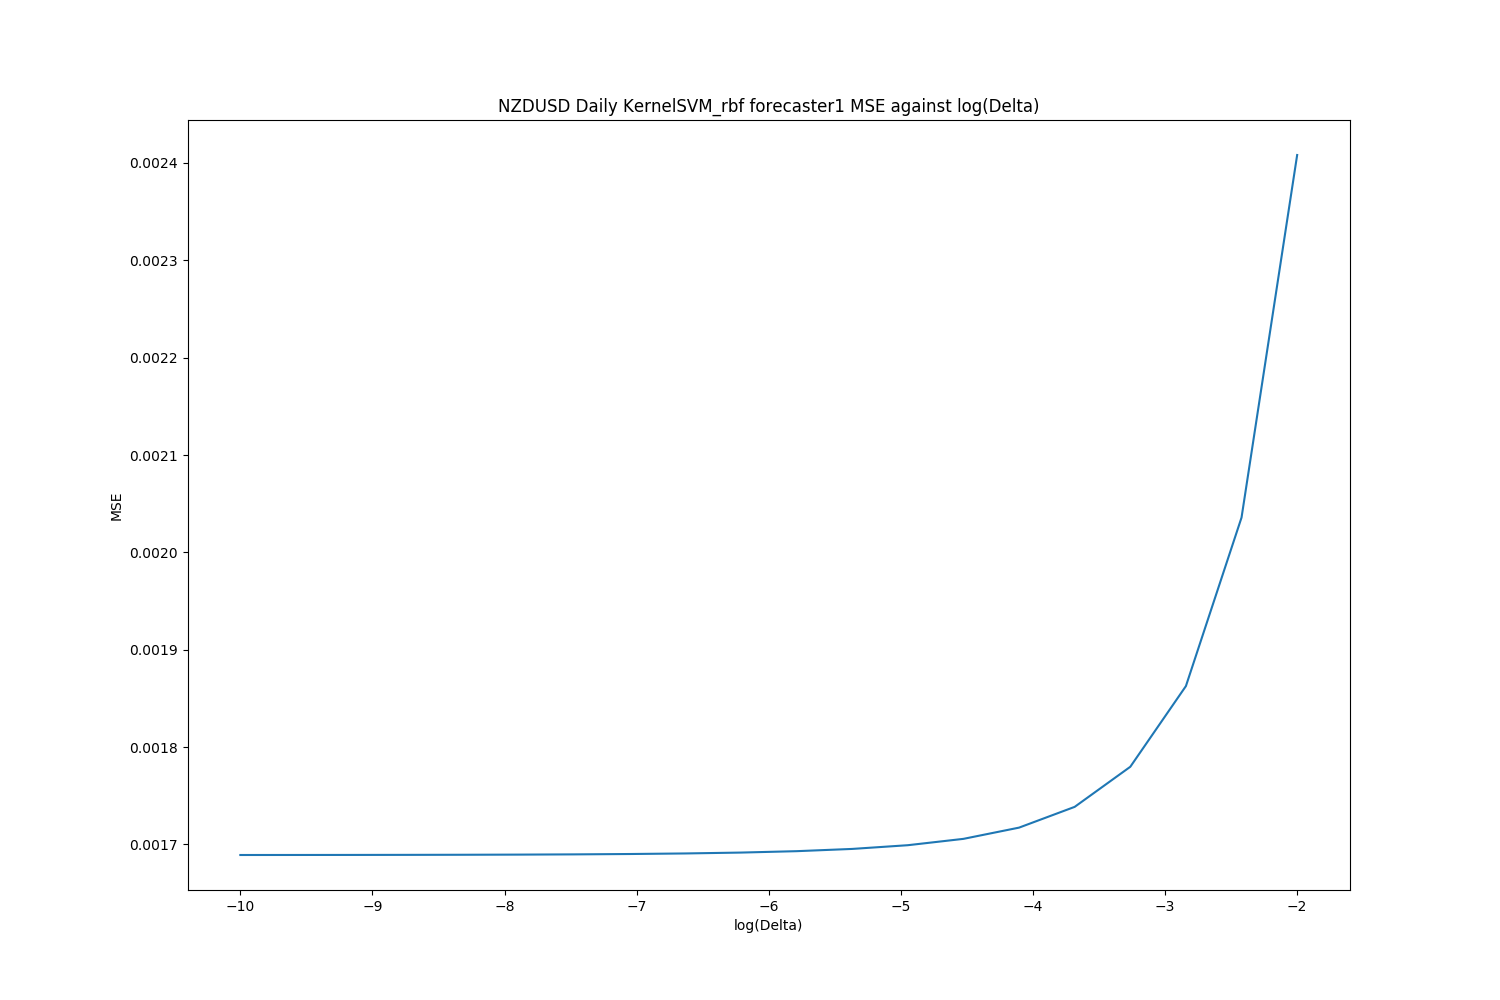 NZDUSD Daily KernelSVM_rbf forecaster1 MSE against log(Delta)
0.0024
0.0023
0.0022
0.0021
0.0020
0.0019
0.0018
0.0017
MSE
−10 −9 −8 −7 −6 −5 −4 −3 −2
log(Delta)